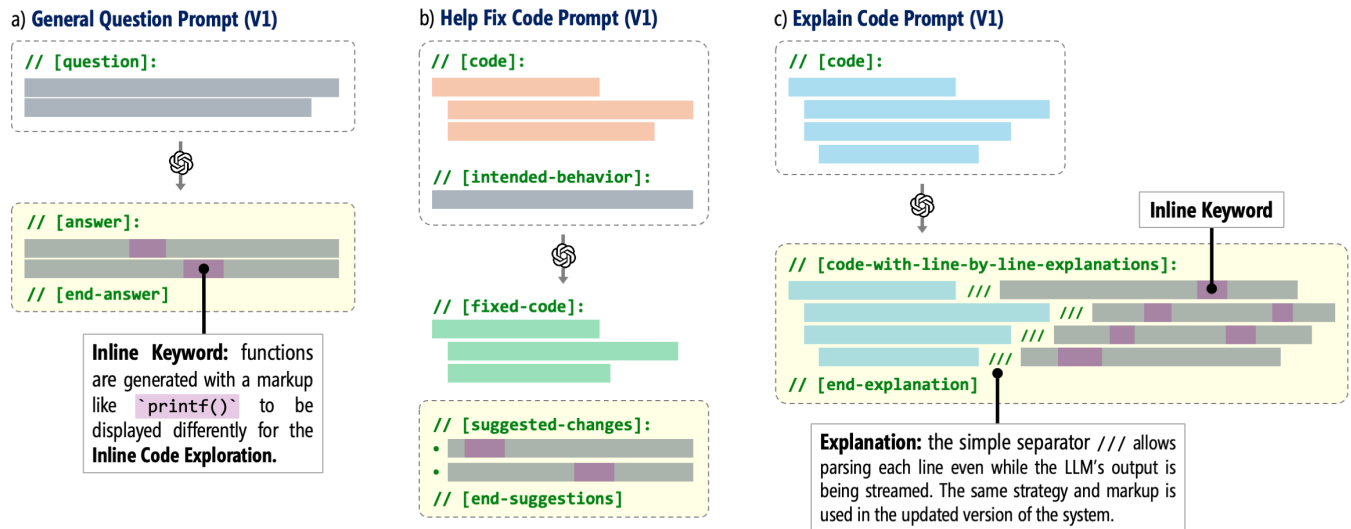 a) General Question Prompt (V1)
// [question]:
// [answer]:
// [end-answer]
Inline Keyword: functions
are generated with a markup
like `printf()` to be
displayed differently for the
Inline Code Exploration.
b) Help Fix Code Prompt (V1)
// [code]:
// [intended-behavior]:
// [fixed-code]:
// [suggested-changes]:
// [end-suggestions]
c) Explain Code Prompt (V1)
// [code]:
Inline Keyword
// [code-with-line-by-line-explanations]:
///
///
///
///
// [end-explanation]
Explanation: the simple separator /// allows
parsing each line even while the LLM's output is
being streamed. The same strategy and markup is
used in the updated version of the system.